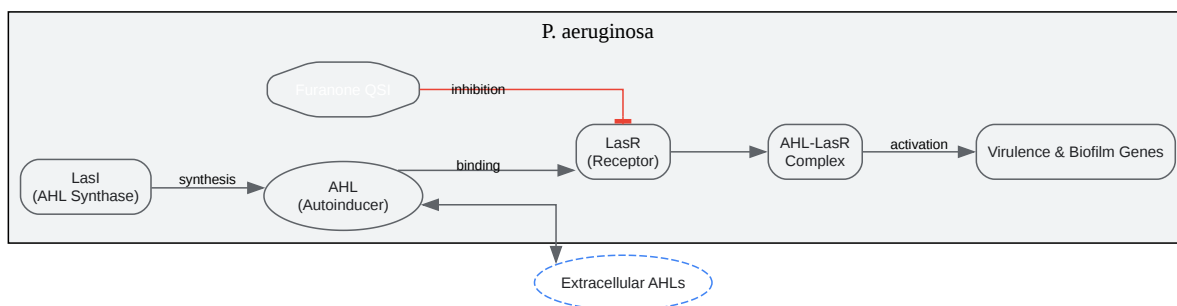 P. aeruginosa
Furanone QSI
inhibition
LasR
(Receptor)
AHL-LasR
Complex
activation
Virulence & Biofilm Genes
LasI
(AHL Synthase)
synthesis
AHL
(Autoinducer)
binding
Extracellular AHLs